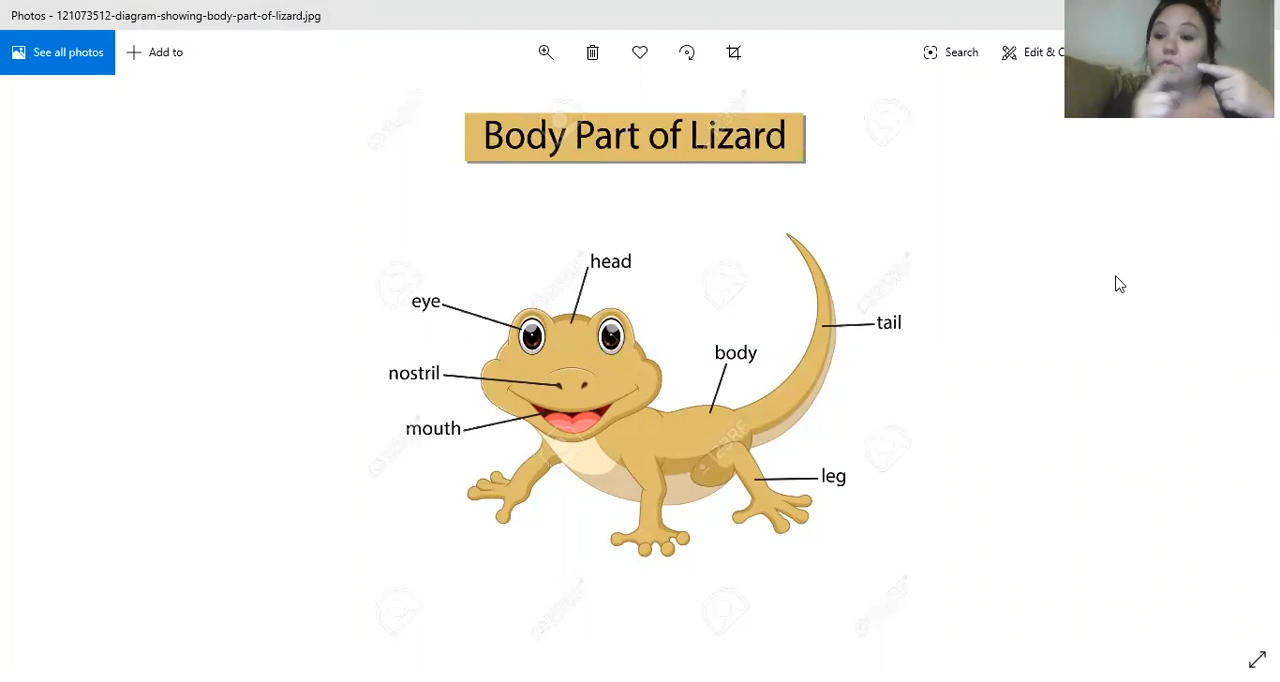 Photos - 121073512-diagram-showing-body-part-of-lizard.jpg
See all photos
Add to
Search
Edit & C
Body Part of Lizard
head
eye
tail
body
nostril
mouth
leg